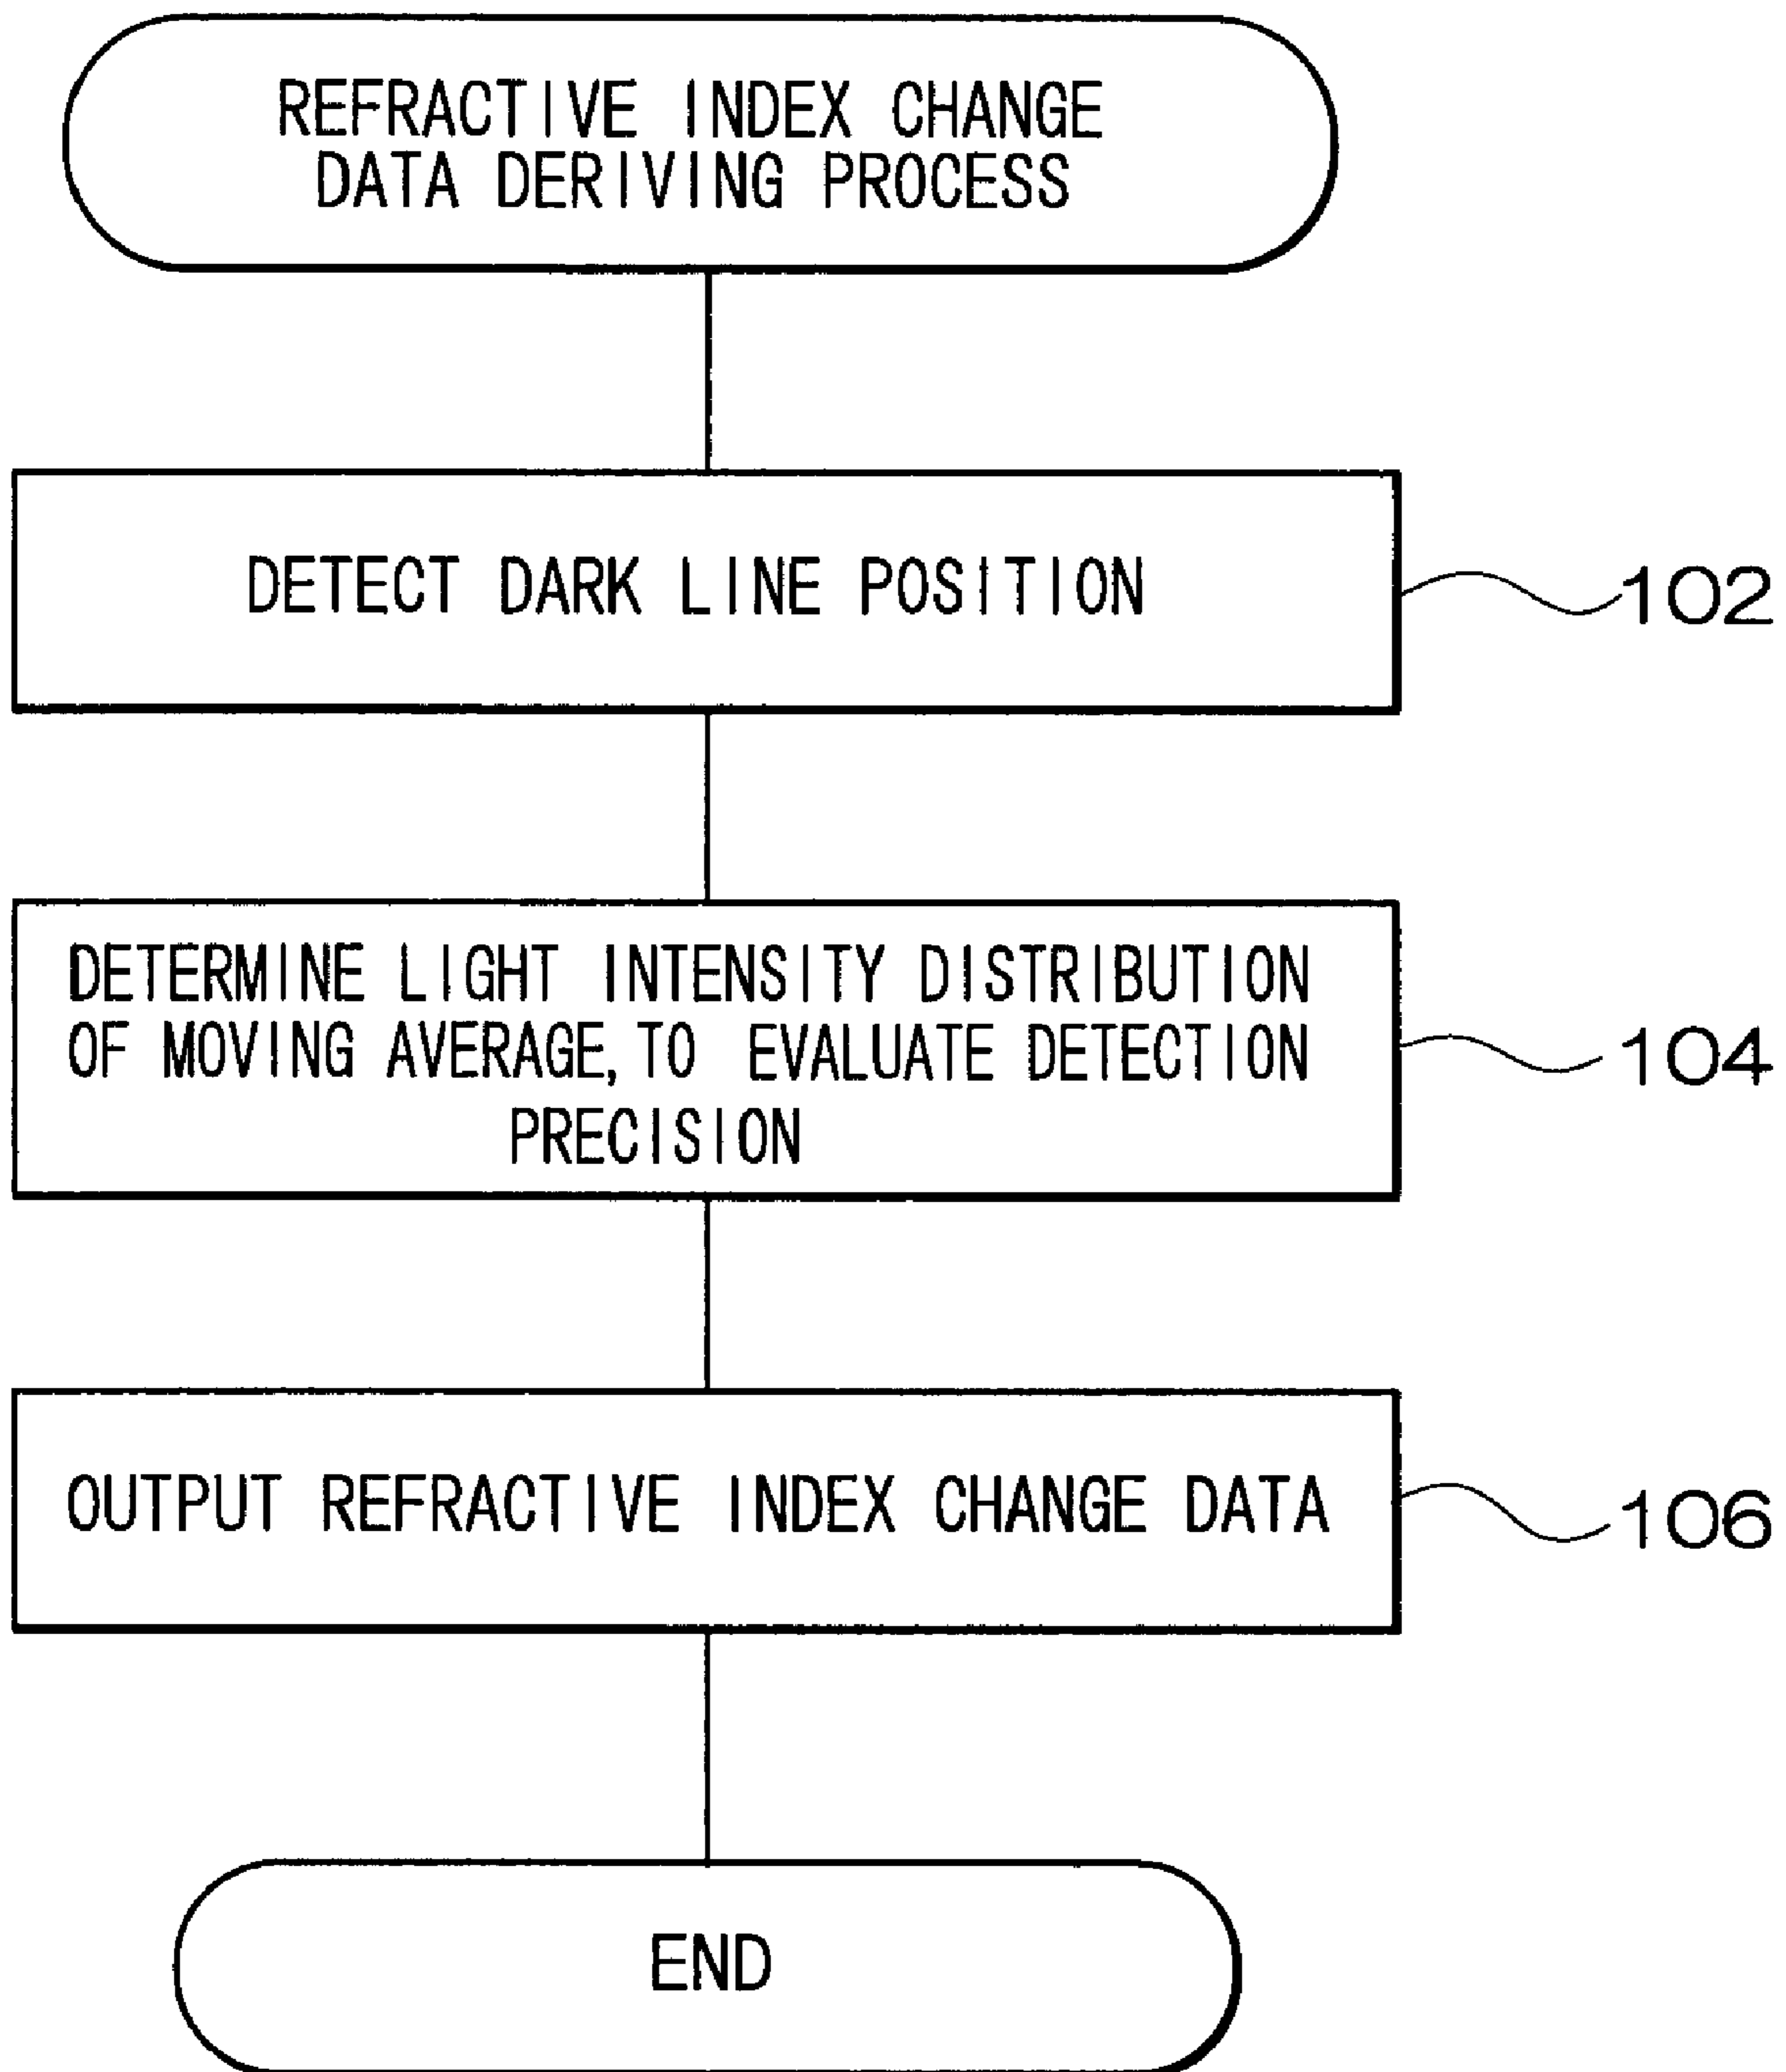 REFRACTIVE INDEX CHANGE
DATA DERIVING PROCESS
DETECT DARK LINE POSITION
102
DETERMINE LIGHT INTENSITY DISTRIBUTION
OF MOVING AVERAGE, TO EVALUATE DETECTION
PRECISION
104
OUTPUT REFRACTIVE INDEX CHANGE DATA
106
END